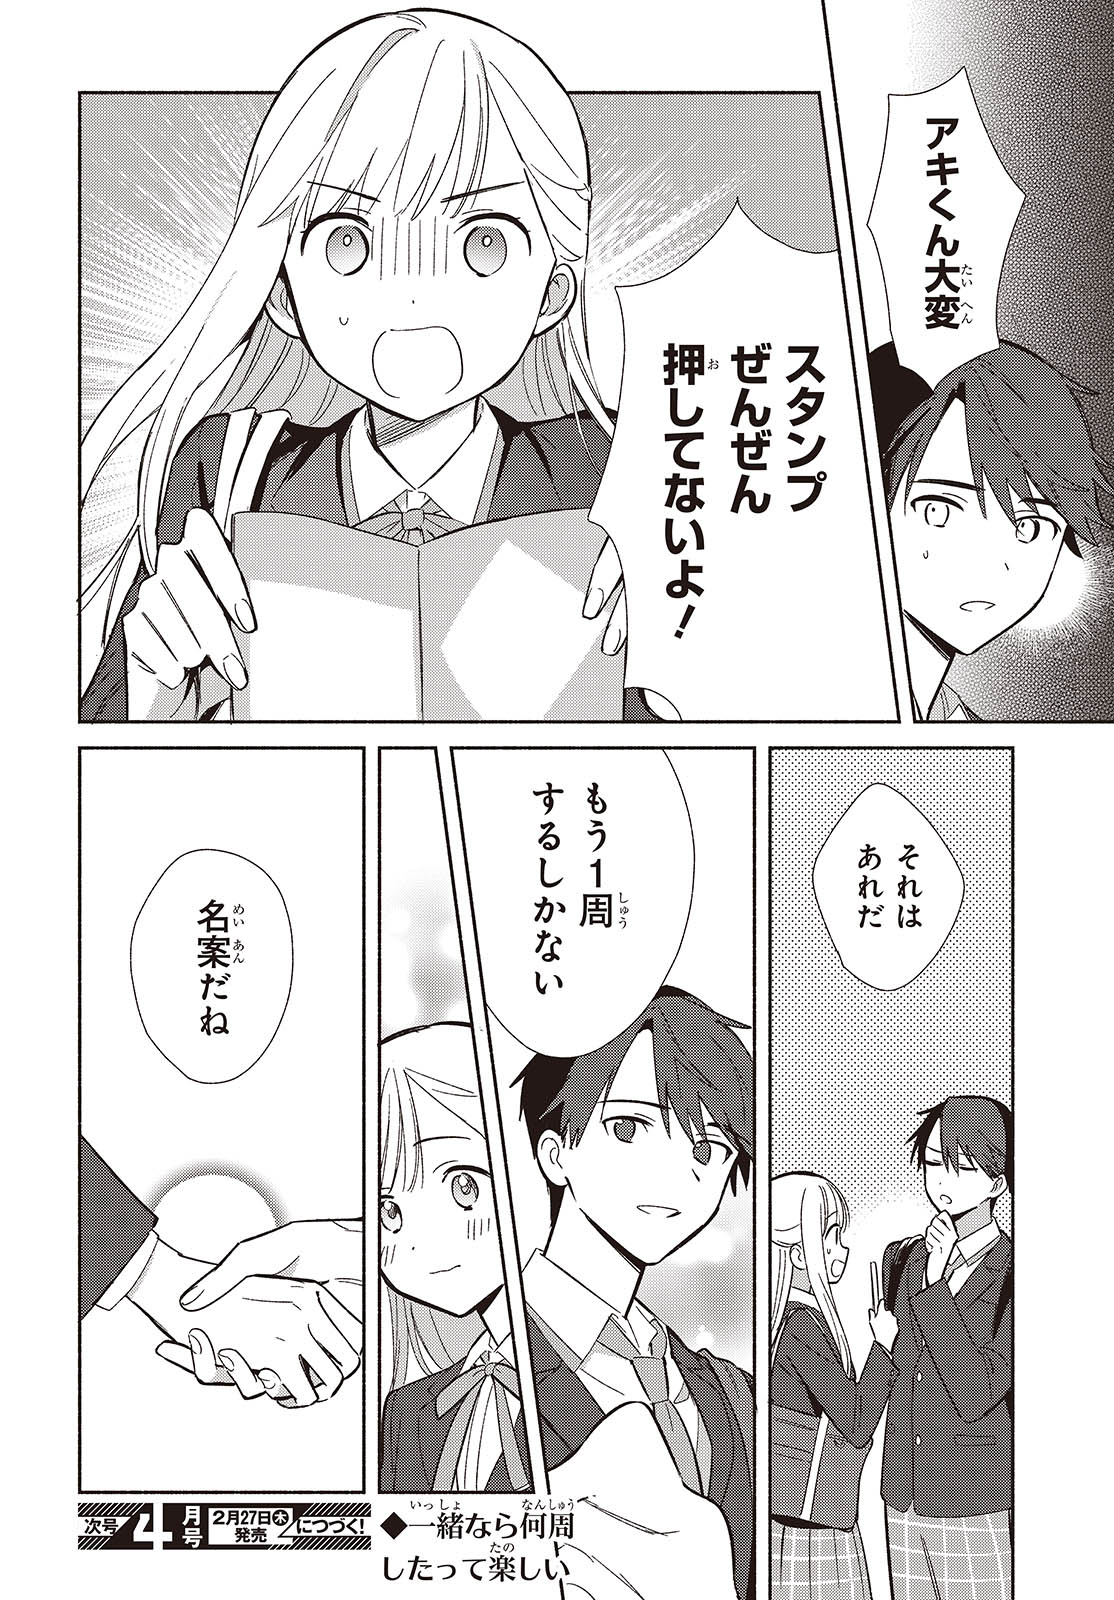 アキくん大変
スタンプ
ぜんぜん
押してないよ！
それは
あれだ
もう1周
するしかない
名案だね
◆一緒なら何周
したって楽しい
次号4月号2月27日㊍発売につづく！